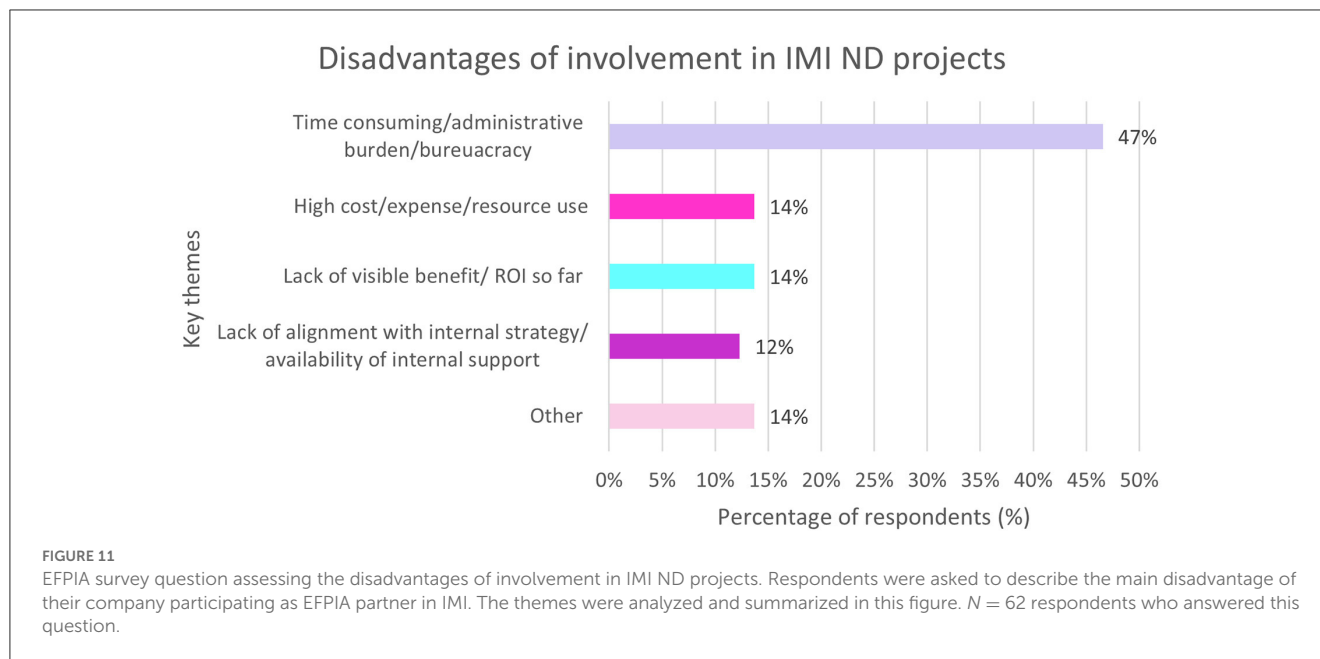 Disadvantages of involvement in IMI ND projects
Key themes
Time consuming/administrative
burden/bureuacracy
47%
High cost/expense/resource use
14%
Lack of visible benefit/ ROI so far
14%
Lack of alignment with internal strategy/
availability of internal support
12%
Other
14%
0% 5% 10% 15% 20% 25% 30% 35% 40% 45% 50%
Percentage of respondents (%)
FIGURE 11
EFPIA survey question assessing the disadvantages of involvement in IMI ND projects. Respondents were asked to describe the main disadvantage of
their company participating as EFPIA partner in IMI. The themes were analyzed and summarized in this figure. N = 62 respondents who answered this
question.